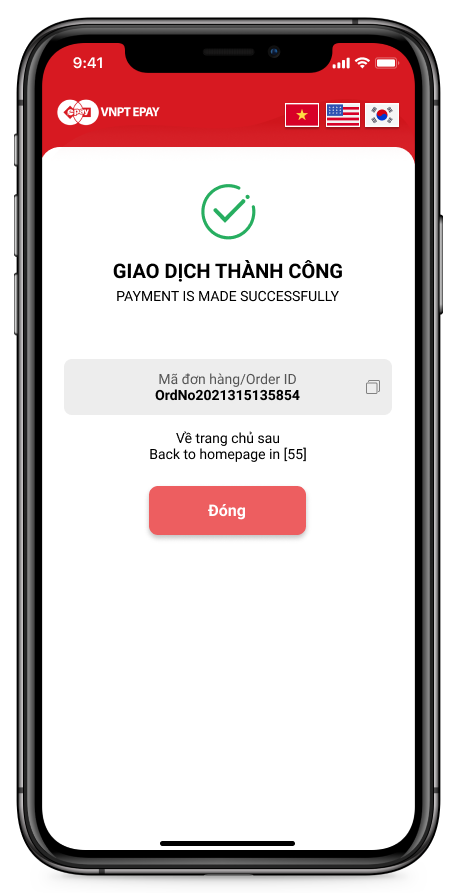 9:41
epay VNPT EPAY
GIAO DỊCH THÀNH CÔNG
PAYMENT IS MADE SUCCESSFULLY
Mã đơn hàng/Order ID
OrdNo2021315135854
Về trang chủ sau
Back to homepage in [55]
Đóng